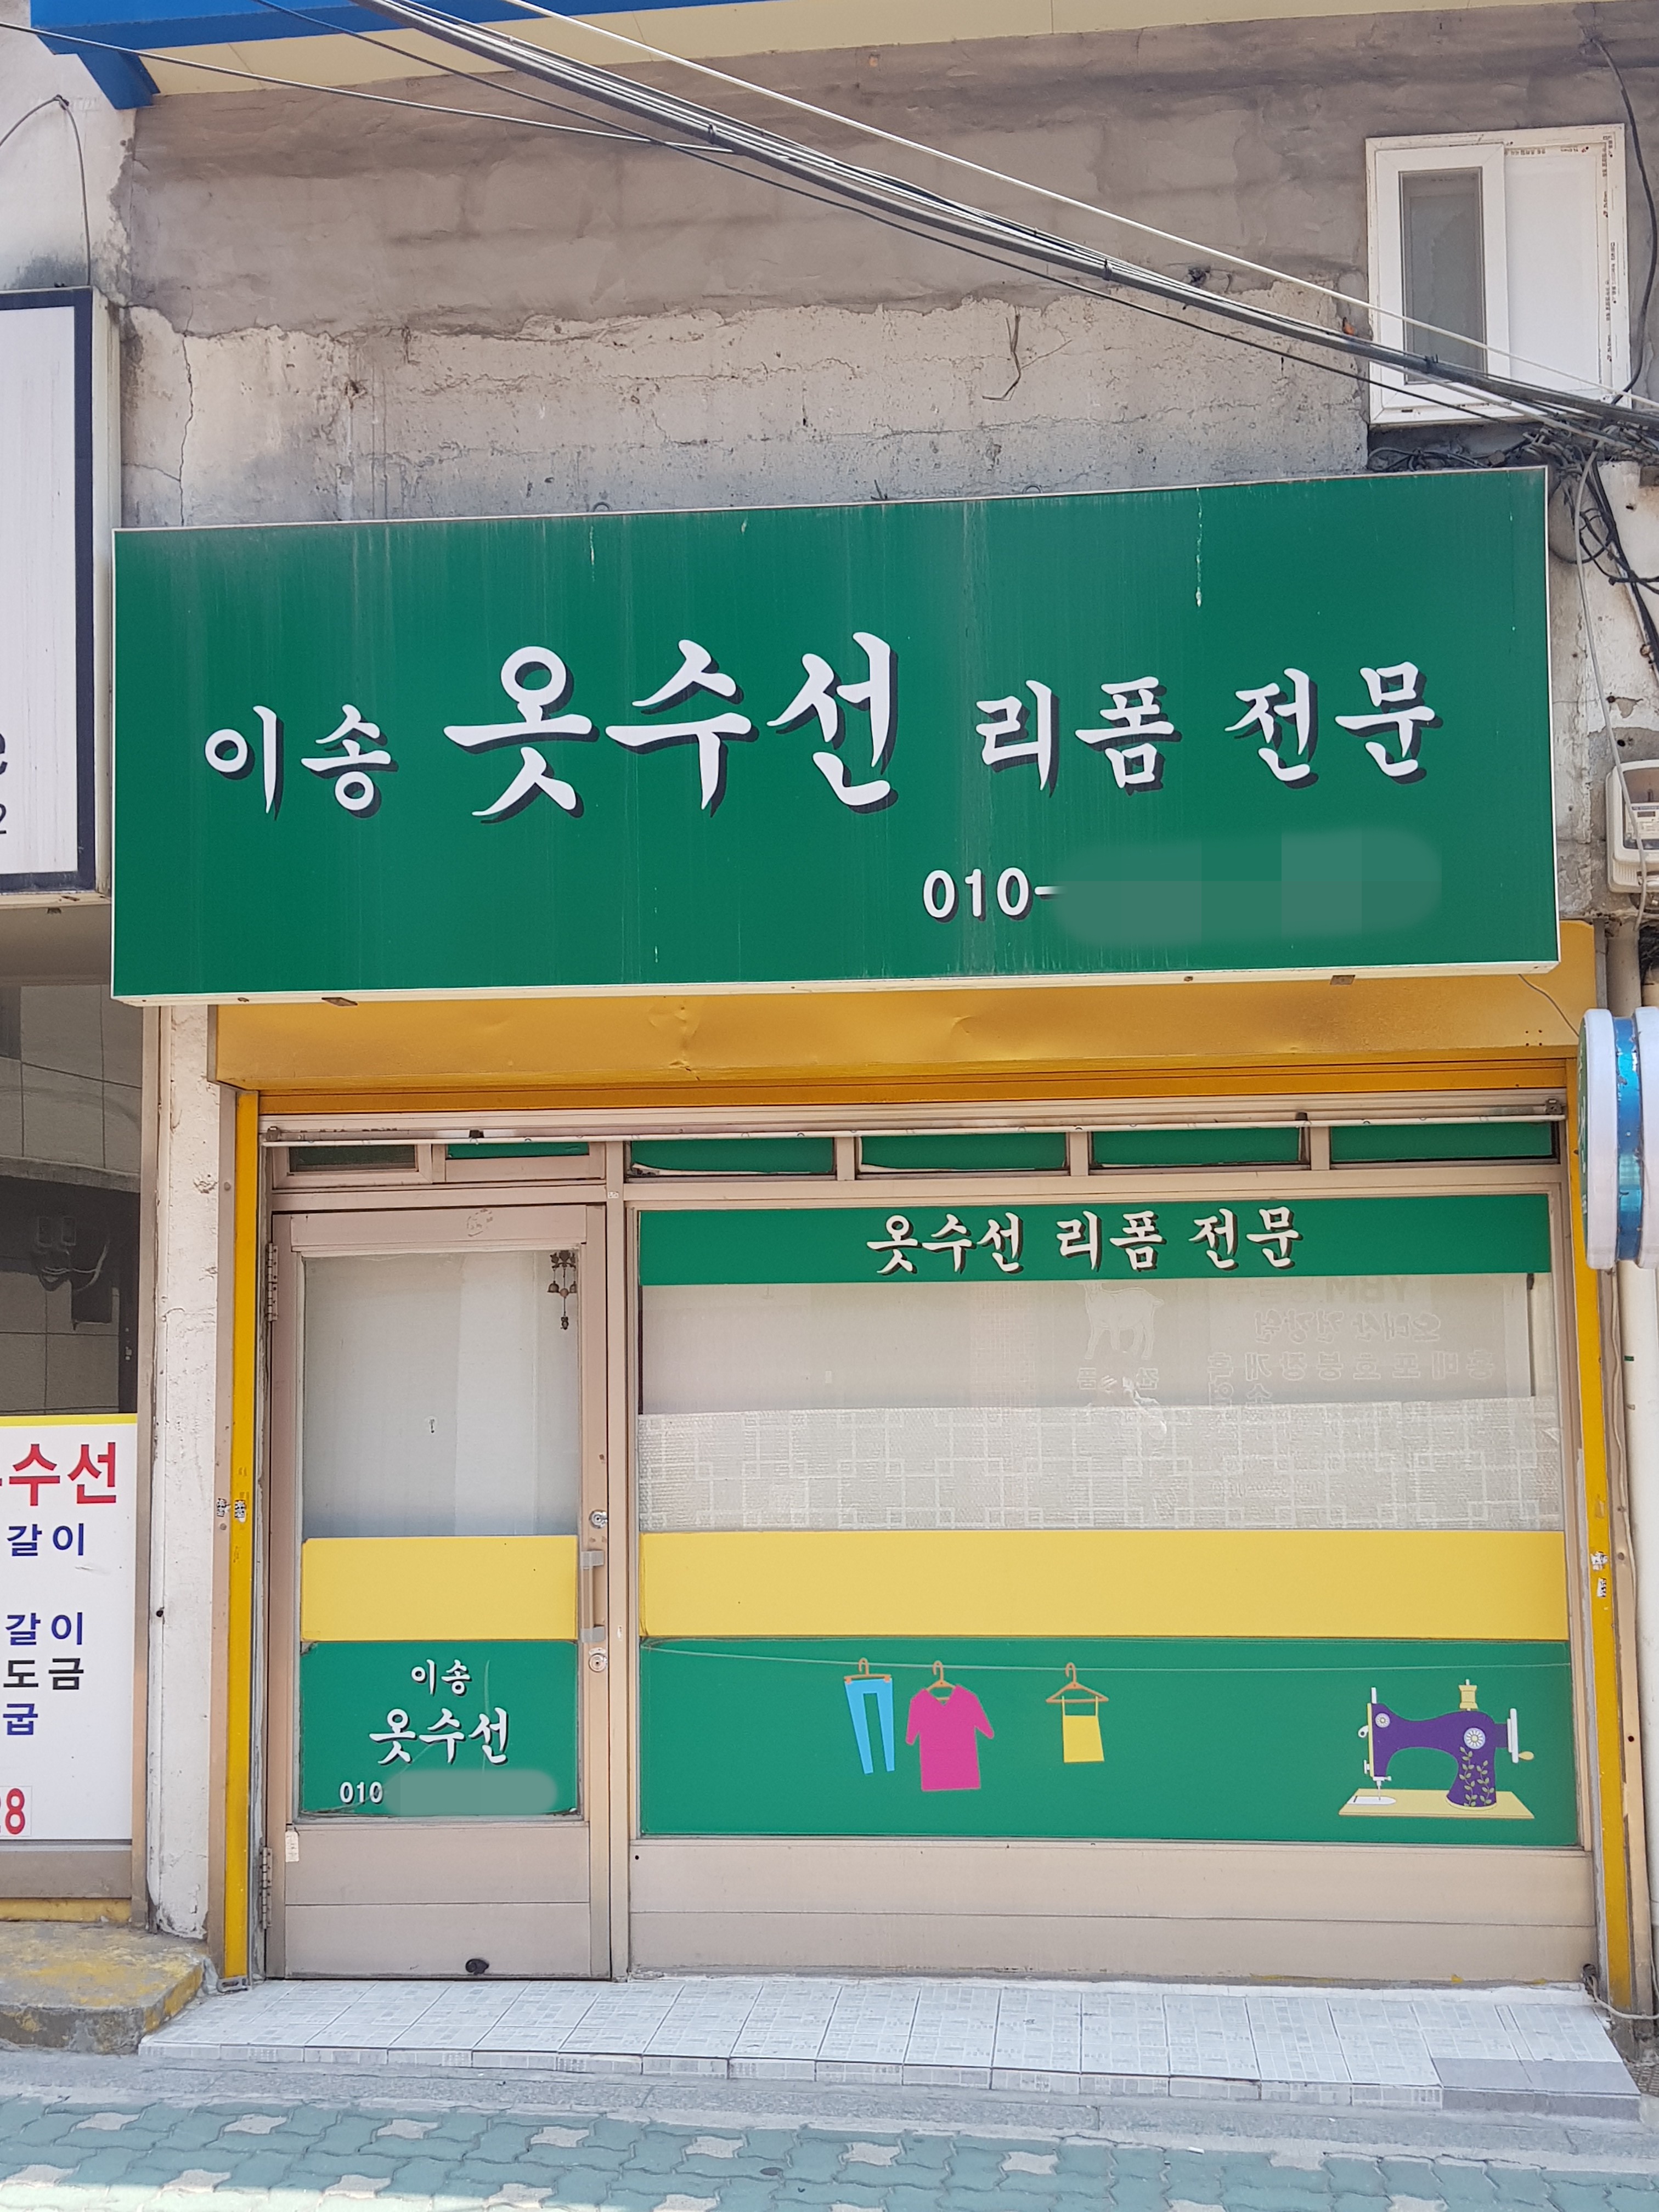 이송 옷수선 리폼 전문
010-
옷수선 리폼 전문
이송
옷수선
010
수선
갈이
갈이
도금
굽
28